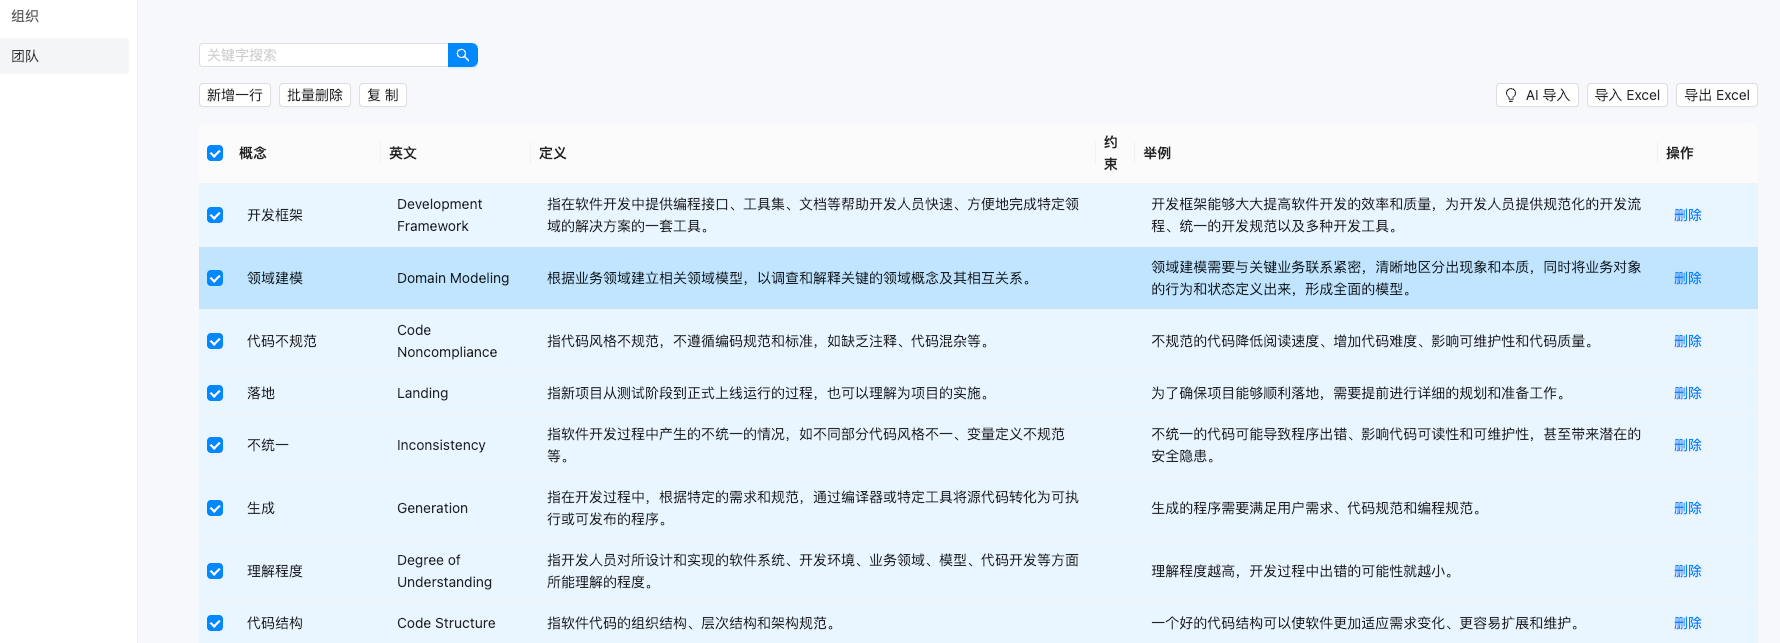 组织
团队
关键字搜索
新增一行 批量删除 复 制 AI 导入 导入 Excel 导出 Excel
概念 英文 定义 约束 举例 操作
开发框架 Development Framework 指在软件开发中提供编程接口、工具集、文档等帮助开发人员快速、方便地完成特定领域的解决方案的一套工具。 开发框架能够大大提高软件开发的效率和质量，为开发人员提供规范化的开发流程、统一的开发规范以及多种开发工具。 删除
领域建模 Domain Modeling 根据业务领域建立相关领域模型，以调查和解释关键的领域概念及其相互关系。 领域建模需要与关键业务联系紧密，清晰地区分出现象和本质，同时将业务对象的行为和状态定义出来，形成全面的模型。 删除
代码不规范 Code Noncompliance 指代码风格不规范，不遵循编码规范和标准，如缺乏注释、代码混杂等。 不规范的代码降低阅读速度、增加代码难度、影响可维护性和代码质量。 删除
落地 Landing 指新项目从测试阶段到正式上线运行的过程，也可以理解为项目的实施。 为了确保项目能够顺利落地，需要提前进行详细的规划和准备工作。 删除
不统一 Inconsistency 指软件开发过程中产生的不统一的情况，如不同部分代码风格不一、变量定义不规范等。 不统一的代码可能导致程序出错、影响代码可读性和可维护性，甚至带来潜在的安全隐患。 删除
生成 Generation 指在开发过程中，根据特定的需求和规范，通过编译器或特定工具将源代码转化为可执行或可发布的程序。 生成的程序需要满足用户需求、代码规范和编程规范。 删除
理解程度 Degree of Understanding 指开发人员对所设计和实现的软件系统、开发环境、业务领域、模型、代码开发等方面所能理解的程度。 理解程度越高，开发过程中出错的可能性就越小。 删除
代码结构 Code Structure 指软件代码的组织结构、层次结构和架构规范。 一个好的代码结构可以使软件更加适应需求变化、更容易扩展和维护。 删除